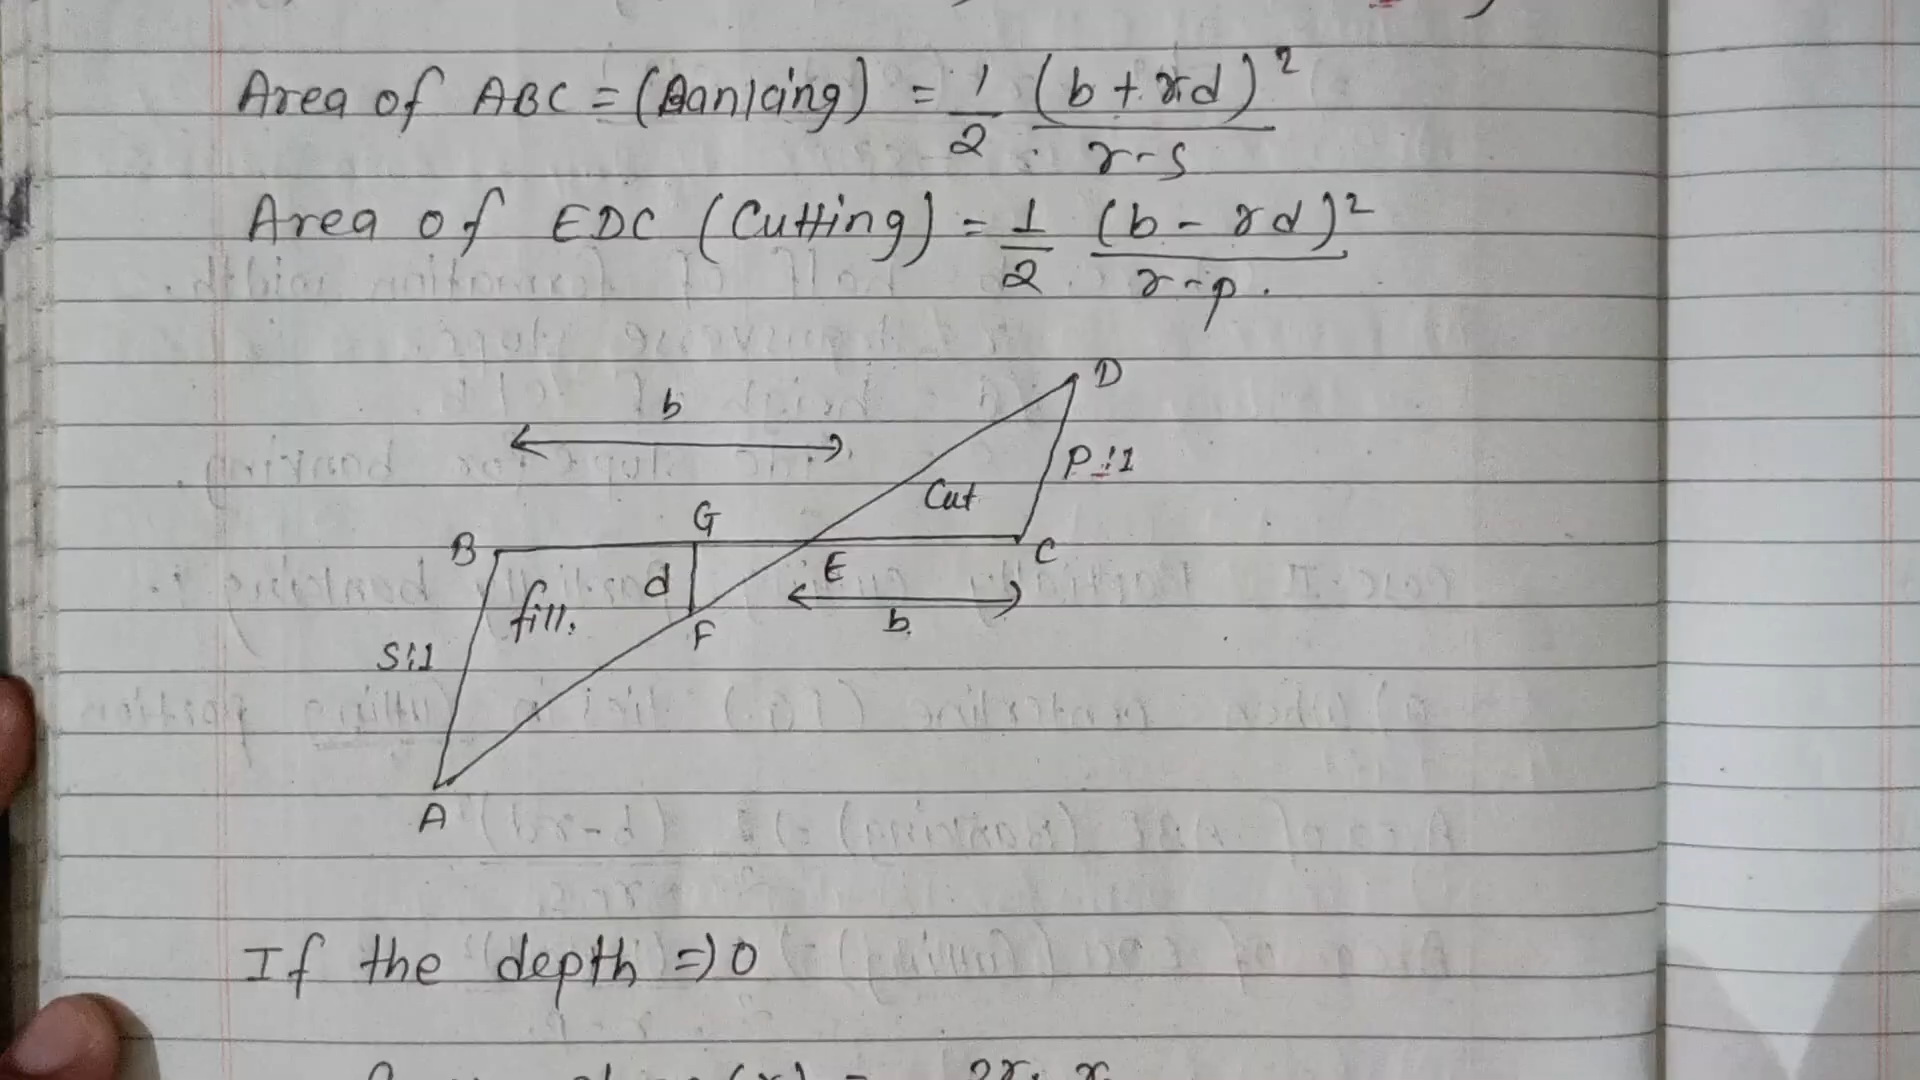 Area of ABC = (Banking) = 1/2 (b + rd)² / r-s
Area of EDC (Cutting) = 1/2 (b - rd)² / r-p.
D
b
P:1
Cut
G
B
C
d
E
fill.
b.
F
S:1
A
If the depth ⇒ 0